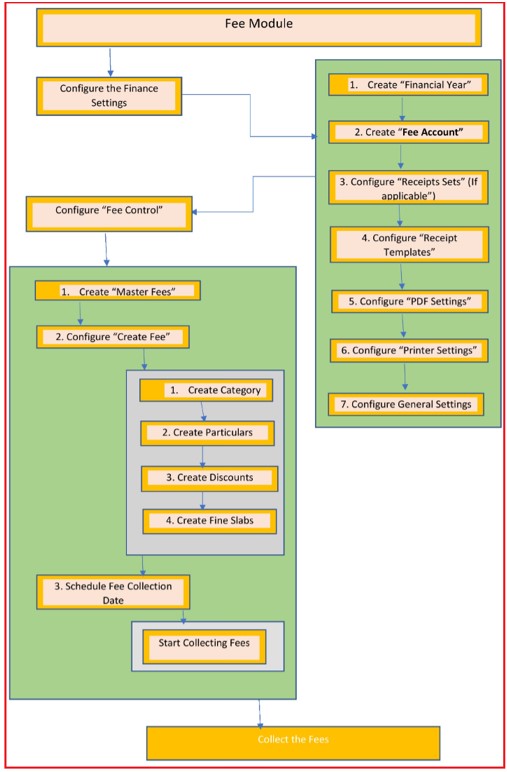 Fee Module
Configure the Finance
Settings
1. Create “Financial Year”
2. Create “Fee Account”
3. Configure “Receipts Sets” (If
applicable”)
4. Configure “Receipt
Templates”
5. Configure “PDF Settings”
6. Configure “Printer Settings”
7. Configure General Settings
Configure “Fee Control”
1. Create “Master Fees”
2. Configure “Create Fee”
1. Create Category
2. Create Particulars
3. Create Discounts
4. Create Fine Slabs
3. Schedule Fee Collection
Date
Start Collecting Fees
Collect the Fees